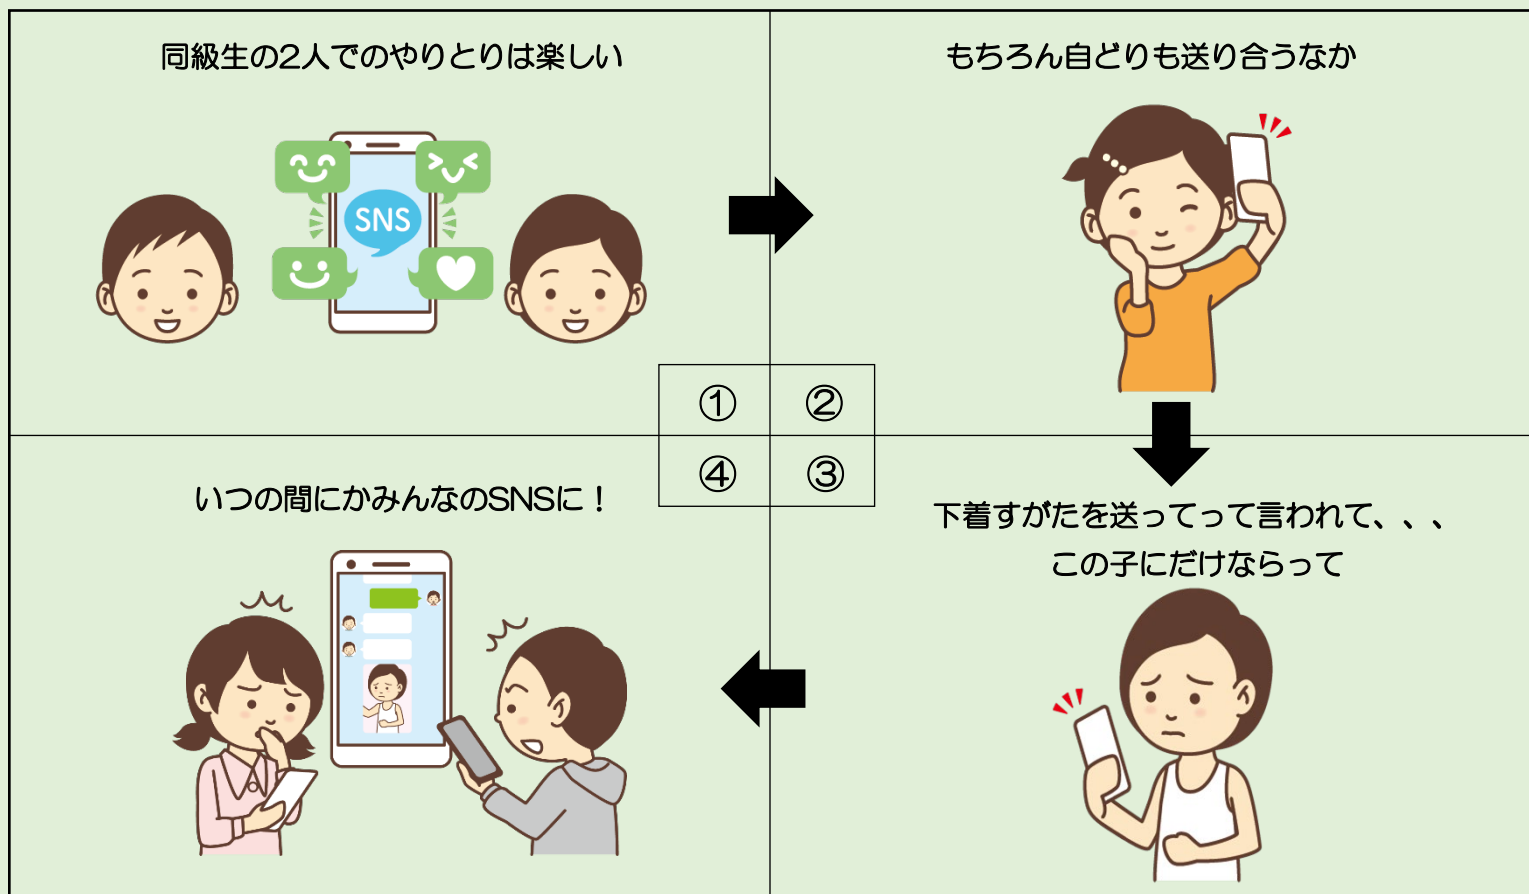 同級生の2人でのやりとりは楽しい
SNS
もちろん自どりも送り合うなか
①
②
④
③
下着すがたを送ってって言われて、、、
この子にだけならって
いつの間にかみんなのSNSに！